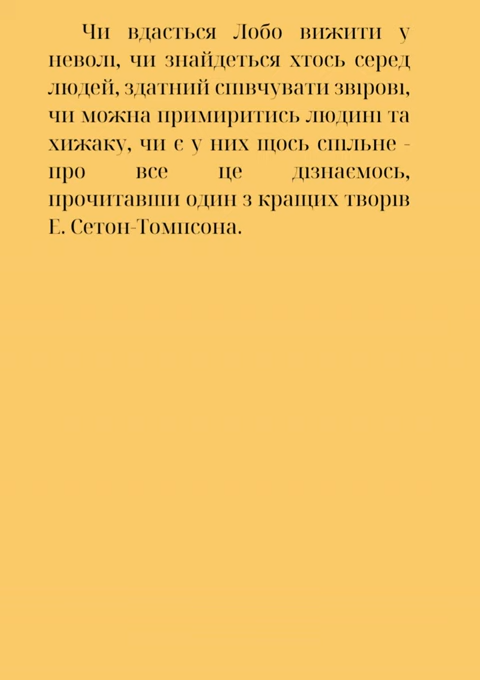 Чи вдасться Лобо вижити у
неволі, чи знайдеться хтось серед
людей, здатний співчувати звірові,
чи можна примиритись людині та
хижаку, чи є у них щось спільне -
про все це дізнаємось,
прочитавши один з кращих творів
Е. Сетон-Томпсона.